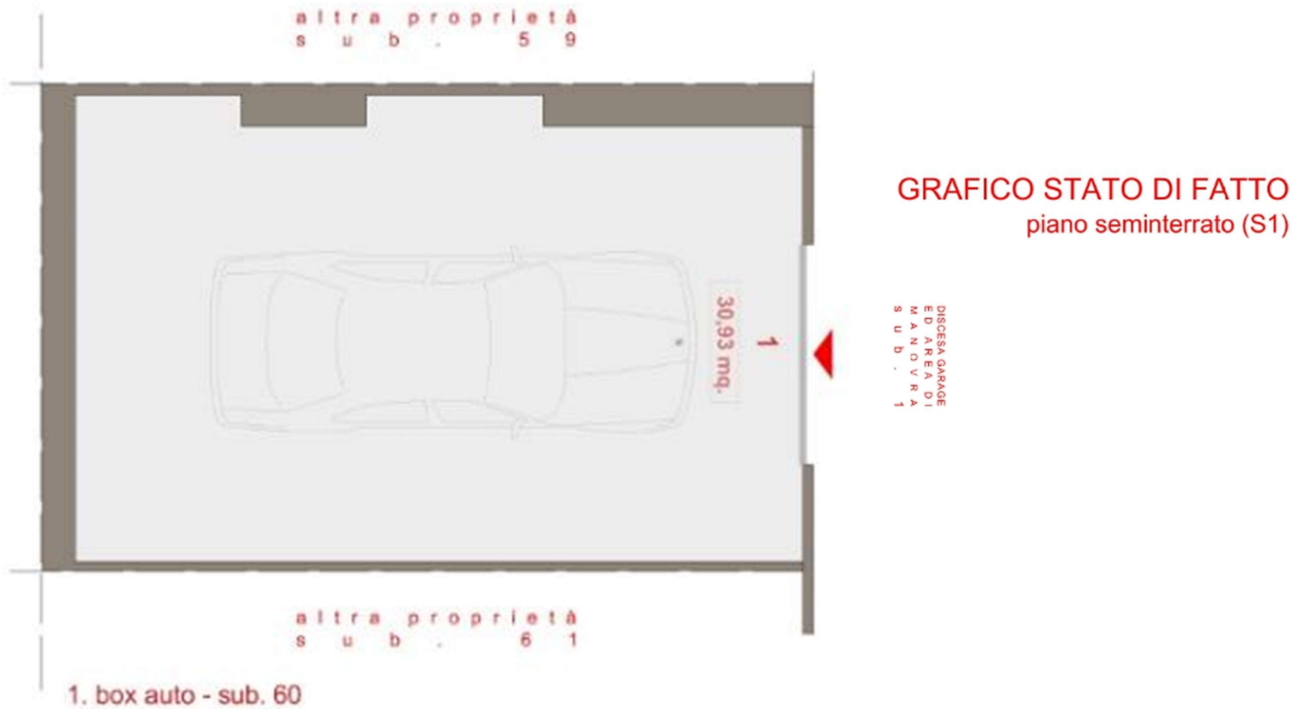 altra proprietà
sub. 59
GRAFICO STATO DI FATTO
piano seminterrato (S1)
30,93 mq.
1
DISCESA GARAGE
ED AREA DI
MANOVRA
sub. 1
altra proprietà
sub. 61
1. box auto - sub. 60